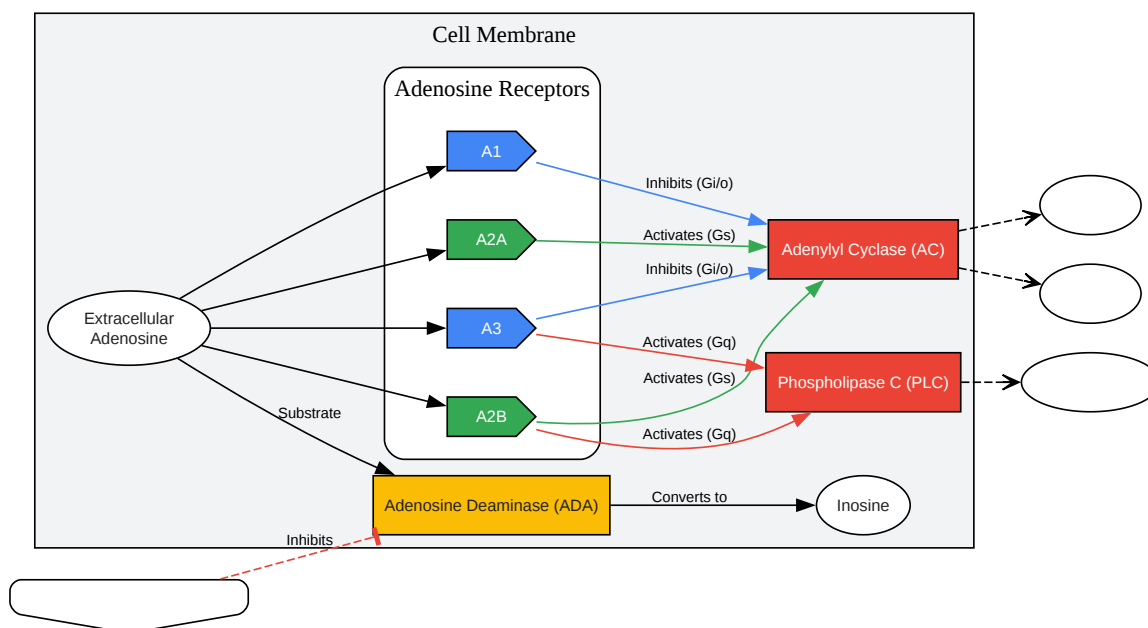 Cell Membrane
Adenosine Receptors
A1
Inhibits (Gi/o)
A2A
Activates (Gs)
Adenylyl Cyclase (AC)
Inhibits (Gi/o)
Extracellular
Adenosine
A3
Activates (Gq)
Activates (Gs)
Phospholipase C (PLC)
Substrate
A2B
Activates (Gq)
Adenosine Deaminase (ADA)
Converts to
Inosine
Inhibits